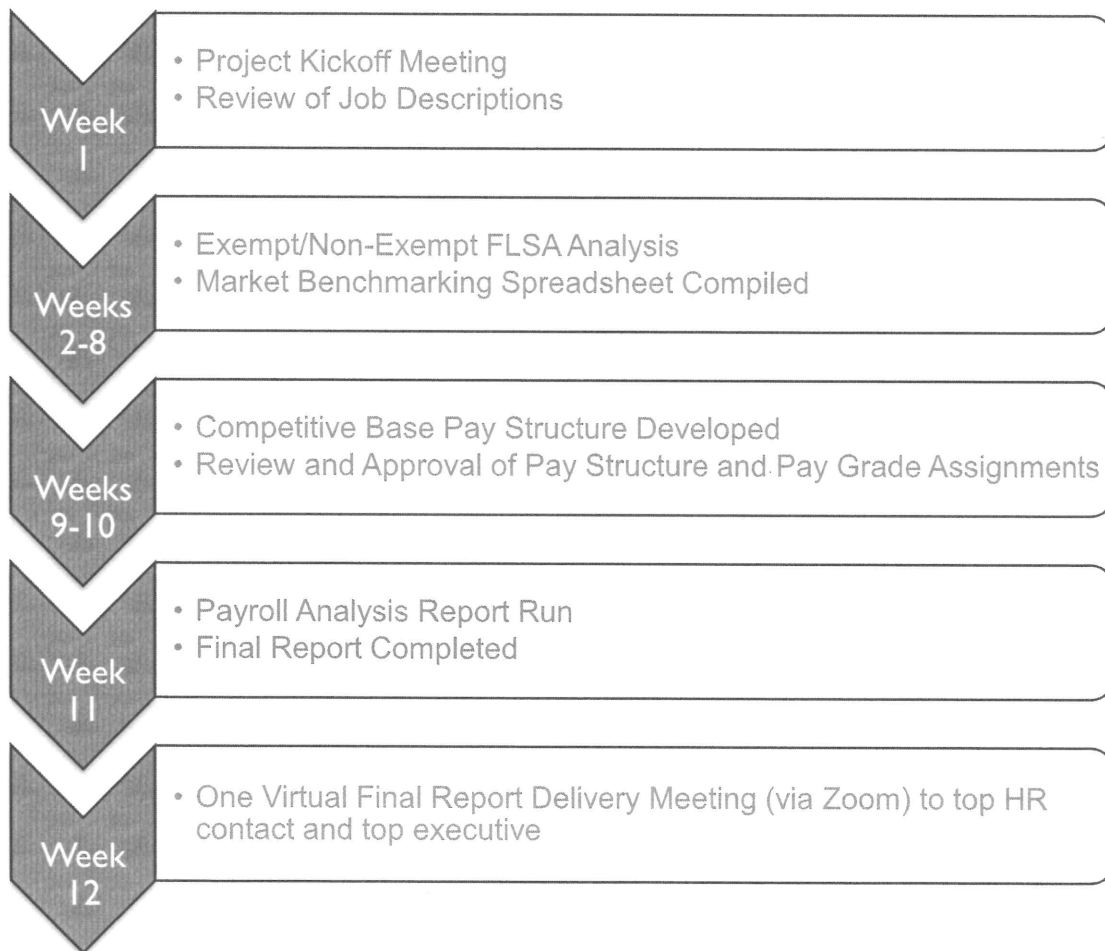 Week
1
• Project Kickoff Meeting
• Review of Job Descriptions
Weeks
2-8
• Exempt/Non-Exempt FLSA Analysis
• Market Benchmarking Spreadsheet Compiled
Weeks
9-10
• Competitive Base Pay Structure Developed
• Review and Approval of Pay Structure and Pay Grade Assignments
Week
11
• Payroll Analysis Report Run
• Final Report Completed
Week
12
• One Virtual Final Report Delivery Meeting (via Zoom) to top HR
contact and top executive